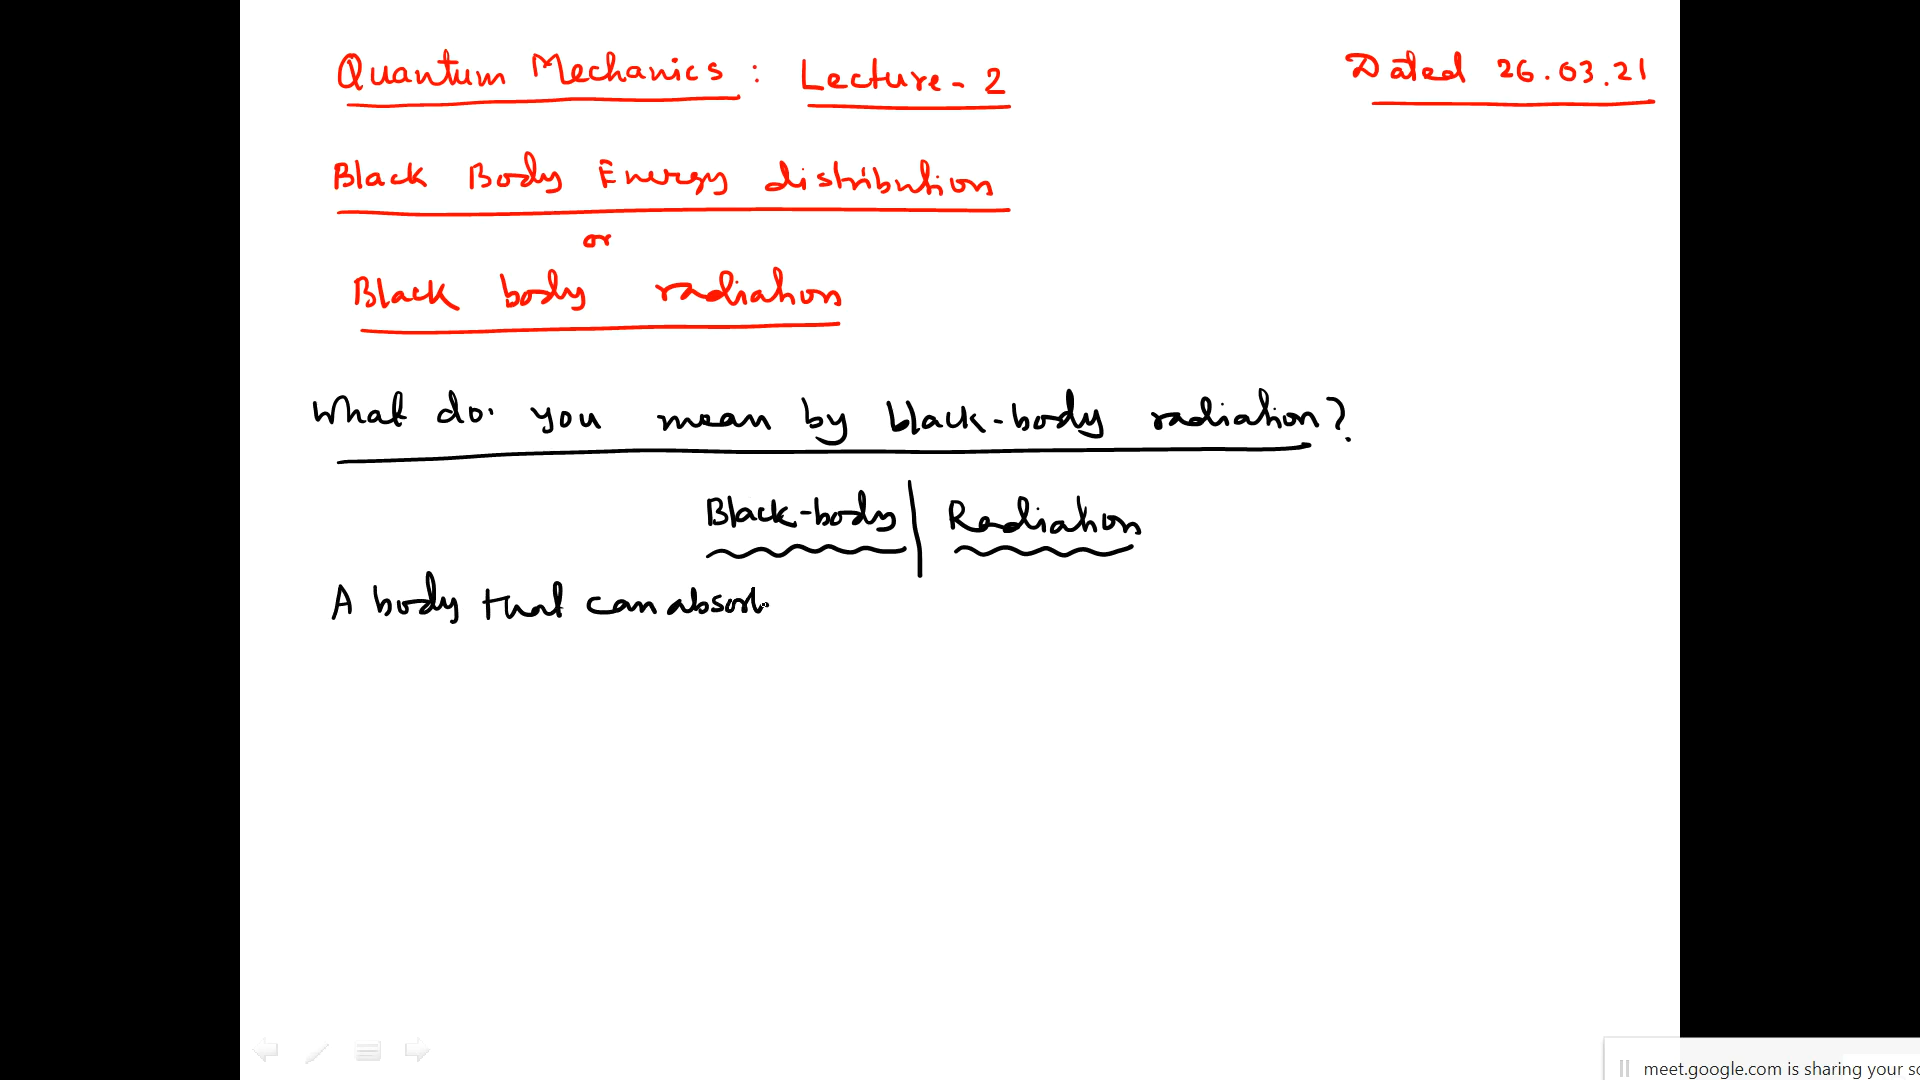 Quantum Mechanics : Lecture - 2 Dated 26.03.21
Black Body Energy distribution
or
Black body radiation
What do you mean by black-body radiation?
Black-body | Radiation
A body that can absorb
meet.google.com is sharing your sc